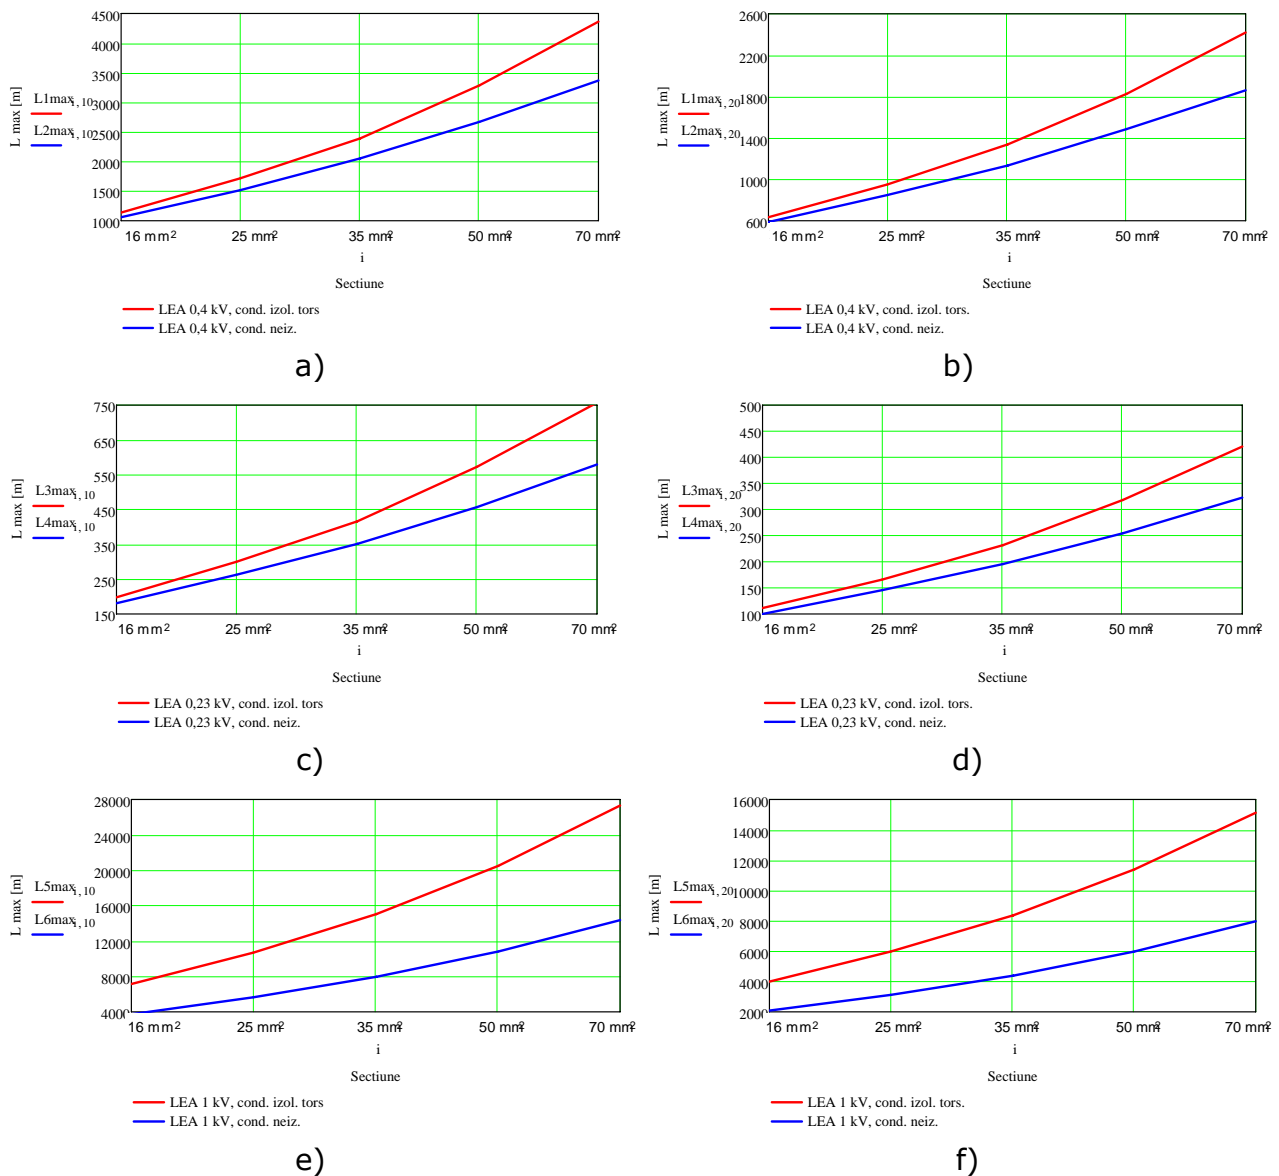 4500
4000
3500
3000
2500
2000
1500
1000
L max [m]
L1max i, 10
L2max i, 10
16 mm² 25 mm² 35 mm² 50 mm² 70 mm²
i
Sectiune
LEA 0,4 kV, cond. izol. tors
LEA 0,4 kV, cond. neiz.
a)
2600
2200
1800
1400
1000
600
L max [m]
L1max i, 20
L2max i, 20
16 mm² 25 mm² 35 mm² 50 mm² 70 mm²
i
Sectiune
LEA 0,4 kV, cond. izol. tors.
LEA 0,4 kV, cond. neiz.
b)
750
650
550
450
350
250
150
L max [m]
L3max i, 10
L4max i, 10
16 mm² 25 mm² 35 mm² 50 mm² 70 mm²
i
Sectiune
LEA 0,23 kV, cond. izol. tors
LEA 0,23 kV, cond. neiz.
c)
500
450
400
350
300
250
200
150
100
L max [m]
L3max i, 20
L4max i, 20
16 mm² 25 mm² 35 mm² 50 mm² 70 mm²
i
Sectiune
LEA 0,23 kV, cond. izol. tors.
LEA 0,23 kV, cond. neiz.
d)
28000
24000
20000
16000
12000
8000
4000
L max [m]
L5max i, 10
L6max i, 10
16 mm² 25 mm² 35 mm² 50 mm² 70 mm²
i
Sectiune
LEA 1 kV, cond. izol. tors
LEA 1 kV, cond. neiz.
e)
16000
14000
12000
10000
8000
6000
4000
2000
L max [m]
L5max i, 20
L6max i, 20
16 mm² 25 mm² 35 mm² 50 mm² 70 mm²
i
Sectiune
LEA 1 kV, cond. izol. tors.
LEA 1 kV, cond. neiz.
f)